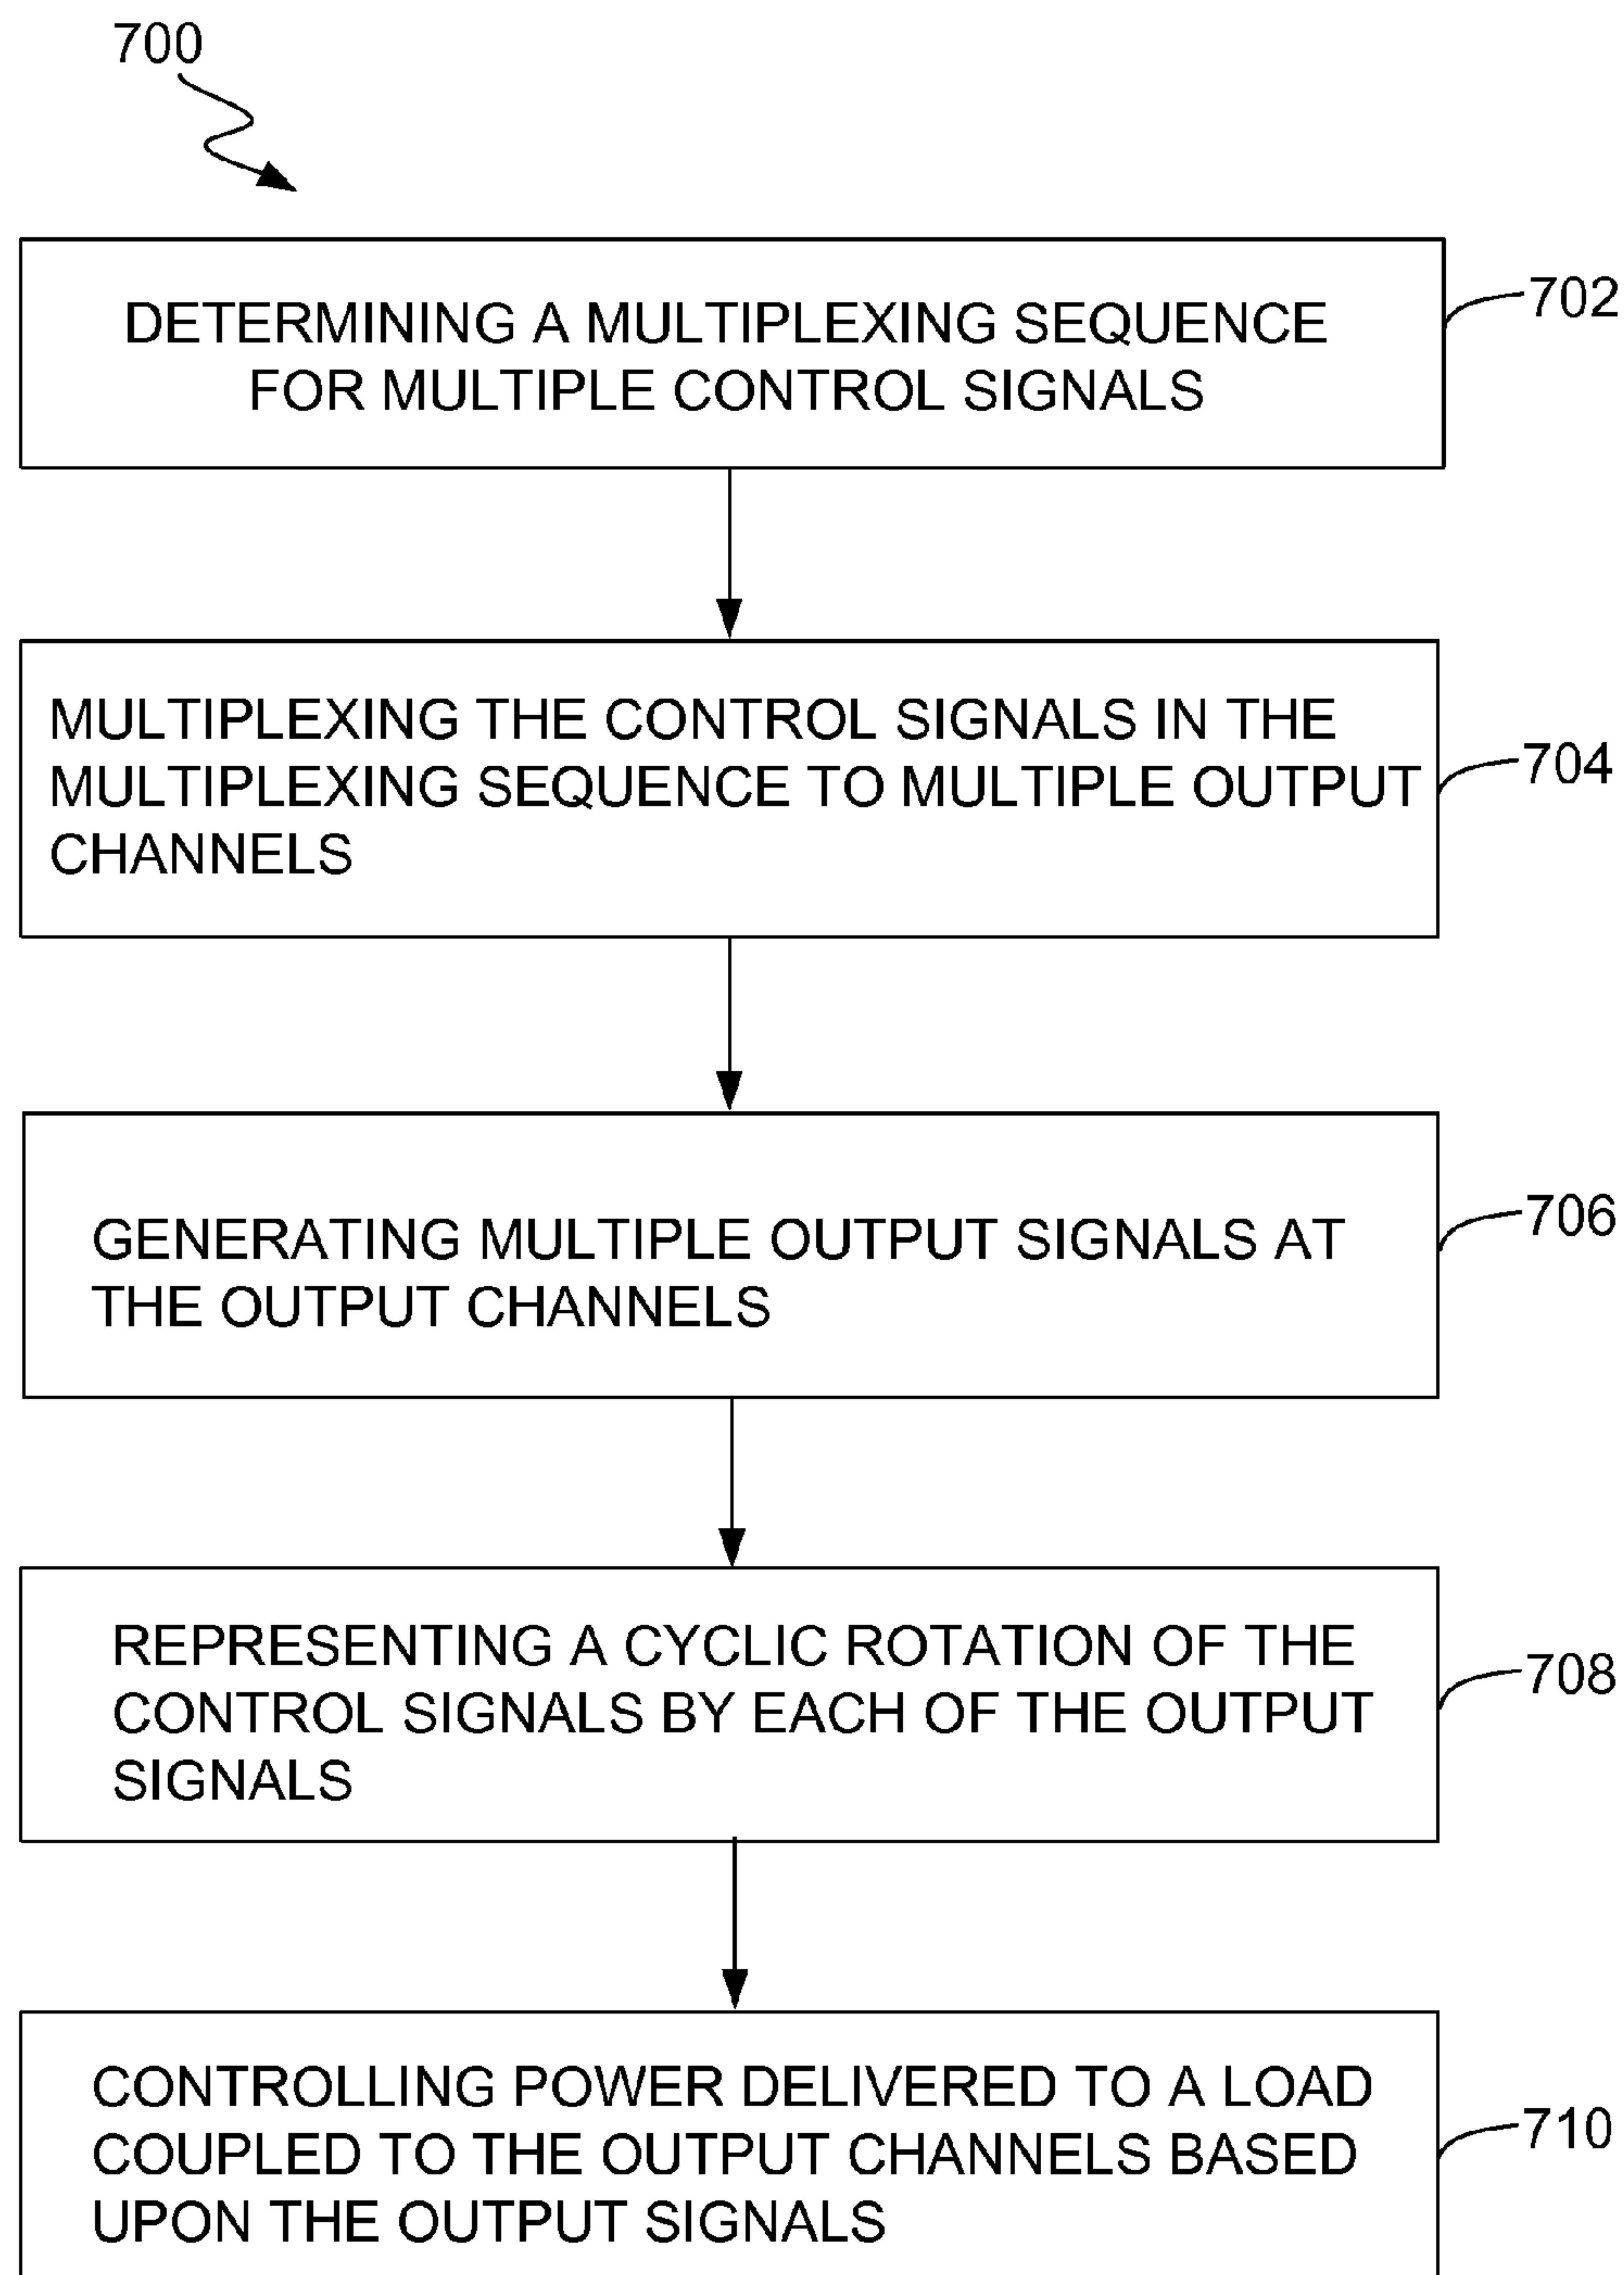 700
DETERMINING A MULTIPLEXING SEQUENCE
FOR MULTIPLE CONTROL SIGNALS
702
MULTIPLEXING THE CONTROL SIGNALS IN THE
MULTIPLEXING SEQUENCE TO MULTIPLE OUTPUT
CHANNELS
704
GENERATING MULTIPLE OUTPUT SIGNALS AT
THE OUTPUT CHANNELS
706
REPRESENTING A CYCLIC ROTATION OF THE
CONTROL SIGNALS BY EACH OF THE OUTPUT
SIGNALS
708
CONTROLLING POWER DELIVERED TO A LOAD
COUPLED TO THE OUTPUT CHANNELS BASED
UPON THE OUTPUT SIGNALS
710